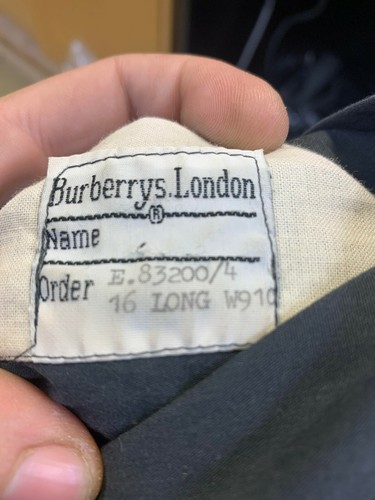 Burberrys.London
®
Name
Order E.83200/4
16 LONG W910